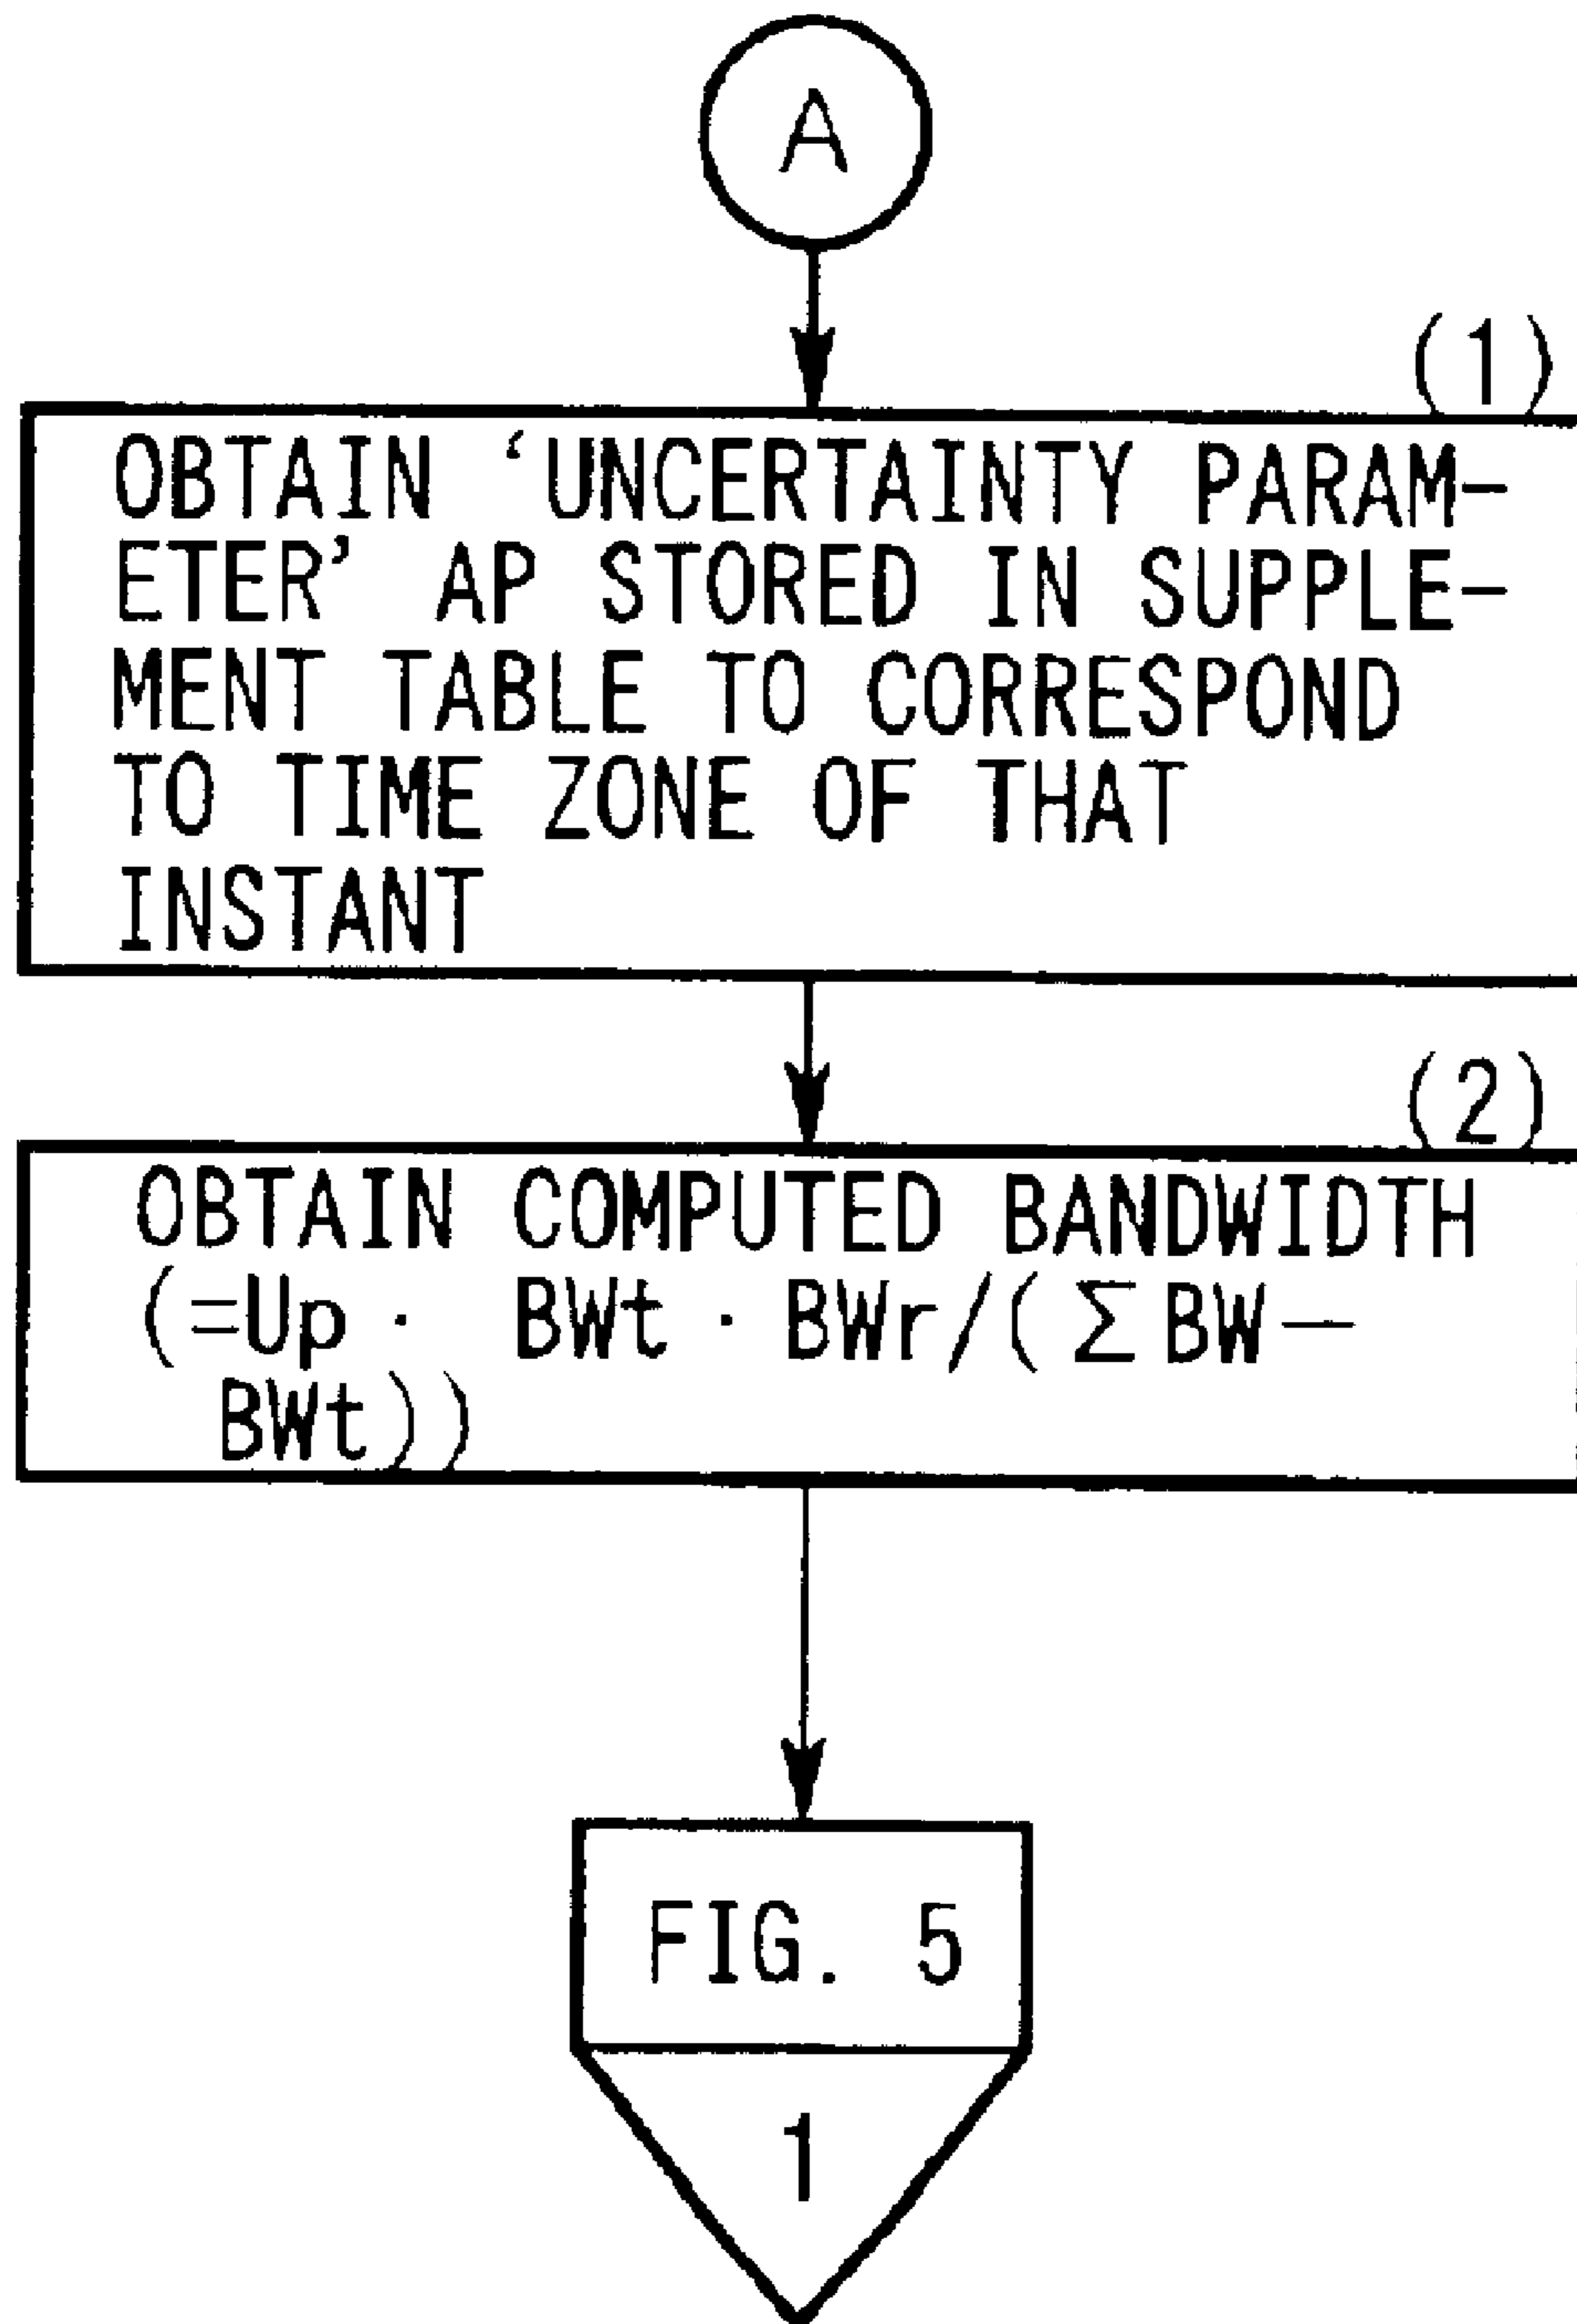 A
(1)
OBTAIN ‘UNCERTAINTY PARAM-
ETER’ AP STORED IN SUPPLE-
MENT TABLE TO CORRESPOND
TO TIME ZONE OF THAT
INSTANT
(2)
OBTAIN COMPUTED BANDWIDTH
(=Up · BWt · BWr/(ΣBW—
BWt))
FIG. 5
1